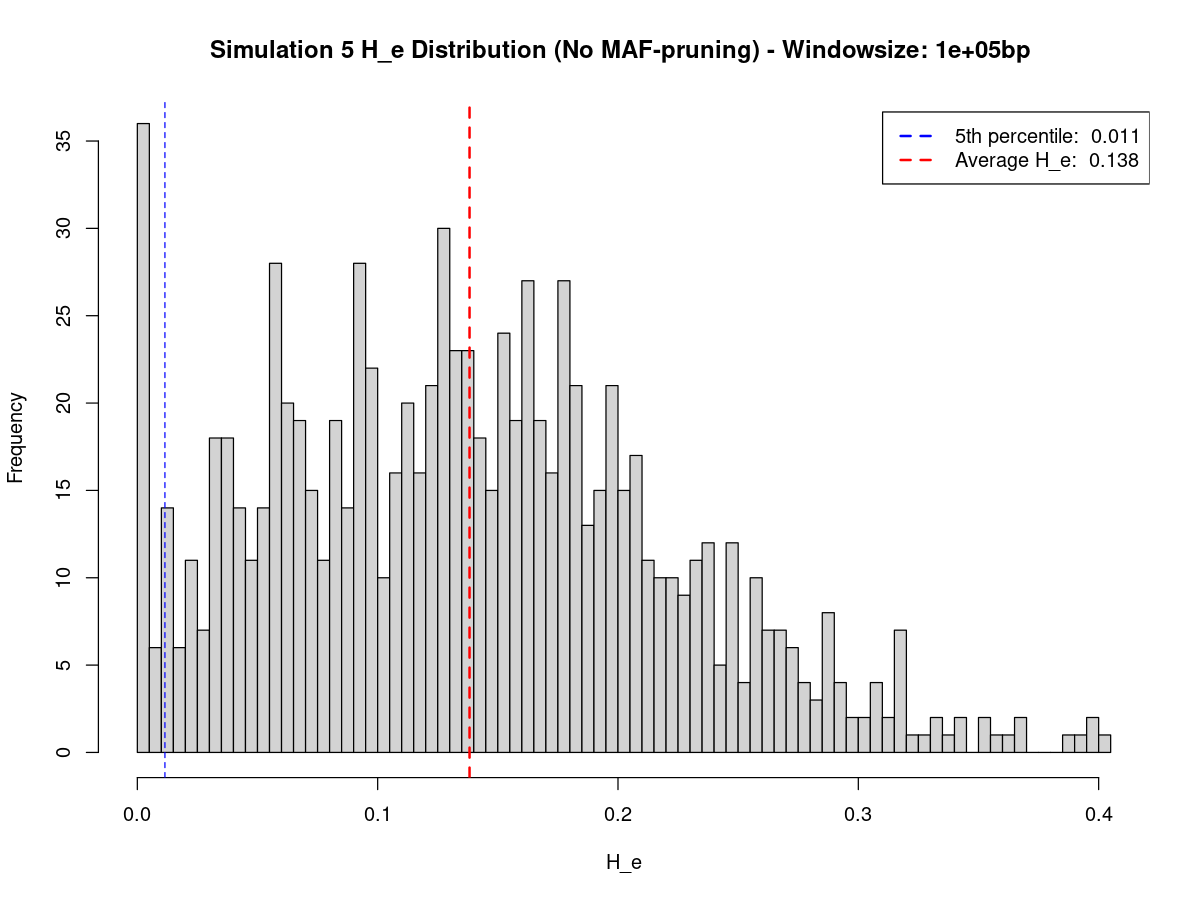 Simulation 5 H_e Distribution (No MAF-pruning) - Windowsize: 1e+05bp
5th percentile: 0.011
Average H_e: 0.138
Frequency
35
30
25
20
15
10
5
0
0.0 0.1 0.2 0.3 0.4
H_e